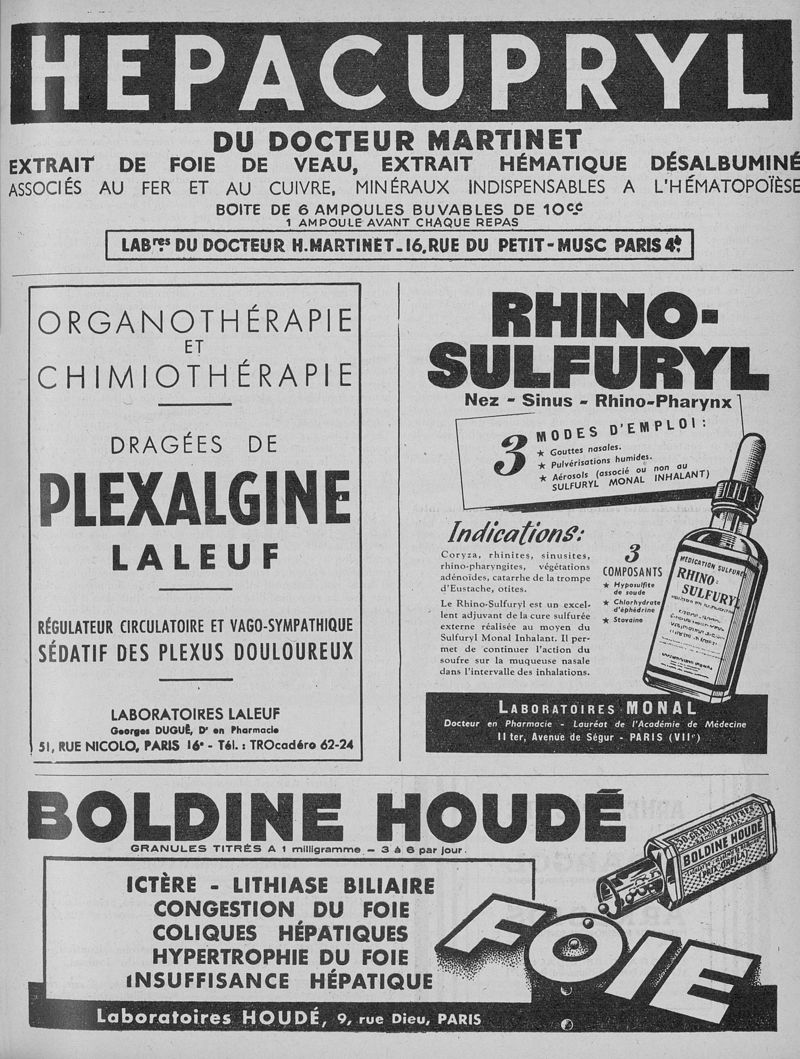 HEPACUPRYL
DU DOCTEUR MARTINET
EXTRAIT DE FOIE DE VEAU, EXTRAIT HÉMATIQUE DÉSALBUMINÉ
ASSOCIÉS AU FER ET AU CUIVRE, MINÉRAUX INDISPENSABLES A L'HÉMATOPOÏÈSE
BOITE DE 6 AMPOULES BUVABLES DE 10cc
1 AMPOULE AVANT CHAQUE REPAS
LABres DU DOCTEUR H. MARTINET_16, RUE DU PETIT-MUSC PARIS 4e.
ORGANOTHÉRAPIE
ET
CHIMIOTHÉRAPIE
DRAGÉES DE
PLEXALGINE
LALEUF
RÉGULATEUR CIRCULATOIRE ET VAGO-SYMPATHIQUE
SÉDATIF DES PLEXUS DOULOUREUX
LABORATOIRES LALEUF
Georges DUGUÉ, Dr en Pharmacie
51, RUE NICOLO, PARIS 16e - Tél. : TROcadéro 62-24
RHINO-
SULFURYL
Nez - Sinus - Rhino-Pharynx
3 MODES D'EMPLOI :
★ Gouttes nasales.
★ Pulvérisations humides.
★ Aérosols (associé ou non au
SULFURYL MONAL INHALANT)
Indications:
Coryza, rhinites, sinusites,
rhino-pharyngites, végétations
adénoïdes, catarrhe de la trompe
d'Eustache, otites.
Le Rhino-Sulfuryl est un excel-
lent adjuvant de la cure sulfurée
externe réalisée au moyen du
Sulfuryl Monal Inhalant. Il per-
met de continuer l'action du
soufre sur la muqueuse nasale
dans l'intervalle des inhalations.
3
COMPOSANTS
★ Hyposulfite
de soude
★ Chlorhydrate
d'éphédrine
★ Stovaïne
MÉDICATION SULFURÉE
RHINO-
SULFURYL
LABORATOIRES MONAL
Docteur en Pharmacie - Lauréat de l'Académie de Médecine
11 ter, Avenue de Ségur - PARIS (VIIe)
BOLDINE HOUDÉ
GRANULES TITRÉS A 1 milligramme - 3 à 6 par jour.
ICTÈRE - LITHIASE BILIAIRE
CONGESTION DU FOIE
COLIQUES HÉPATIQUES
HYPERTROPHIE DU FOIE
INSUFFISANCE HÉPATIQUE
BOLDINE HOUDÉ
FOIE
Laboratoires HOUDÉ, 9, rue Dieu, PARIS